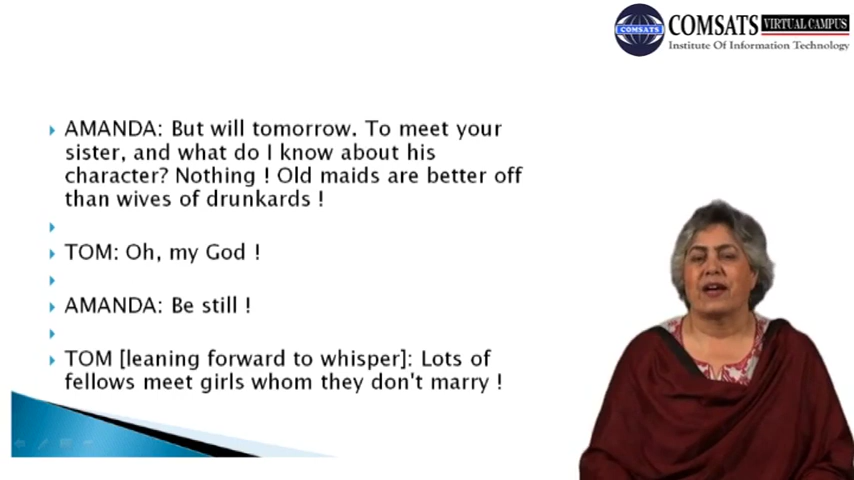 COMSATS
COMSATS VIRTUAL CAMPUS
Institute Of Information Technology
AMANDA: But will tomorrow. To meet your
sister, and what do I know about his
character? Nothing ! Old maids are better off
than wives of drunkards !
TOM: Oh, my God !
AMANDA: Be still !
TOM [leaning forward to whisper]: Lots of
fellows meet girls whom they don't marry !